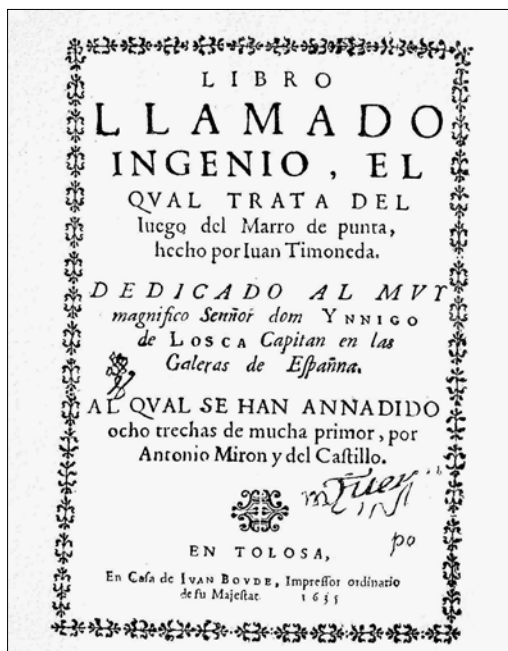 LIBRO
LLAMADO
INGENIO, EL
QVAL TRATA DEL
Iuego del Marro de punta,
hecho por Iuan Timoneda.
DEDICADO AL MVY
magnifico Sennor dom YNNIGO
de LOSCA Capitan en las
Galeras de Eſpanna.
AL QVAL SE HAN ANNADIDO
ocho trechas de mucha primor, por
Antonio Miron y del Caſtillo.
EN TOLOSA,
po
En Caſa de IVAN BOVDE, Impreſſor ordinario
de ſu Majeſtat. 1635